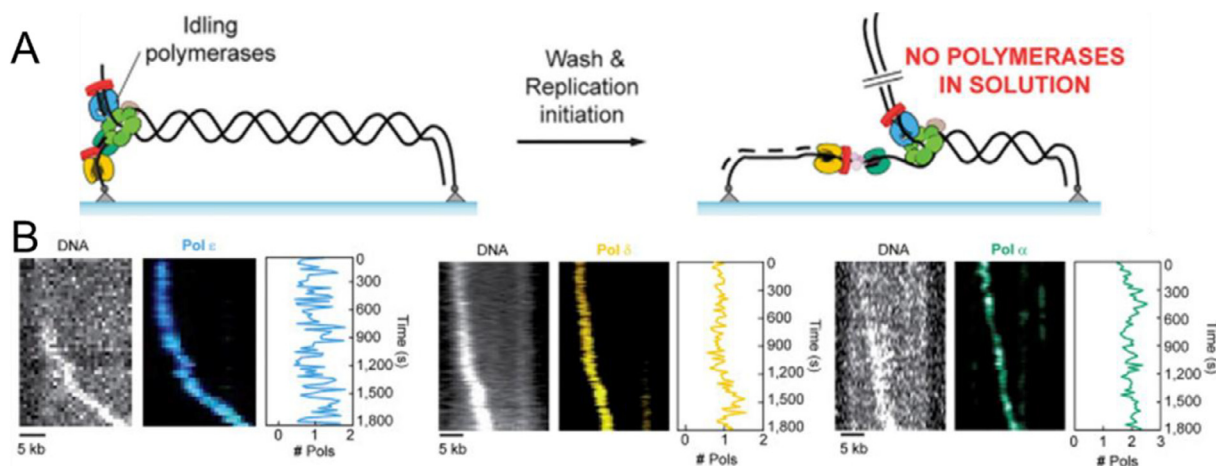 A
Idling
polymerases
Wash &
Replication
initiation
NO POLYMERASES
IN SOLUTION
B
DNA
Pol ε
0
300
600
900
1,200
1,500
1,800
Time (s)
0 1 2
# Pols
5 kb
DNA
Pol δ
0
300
600
900
1,200
1,500
1,800
Time (s)
0 1 2
# Pols
5 kb
DNA
Pol α
0
300
600
900
1,200
1,500
1,800
Time (s)
0 1 2 3
# Pols
5 kb